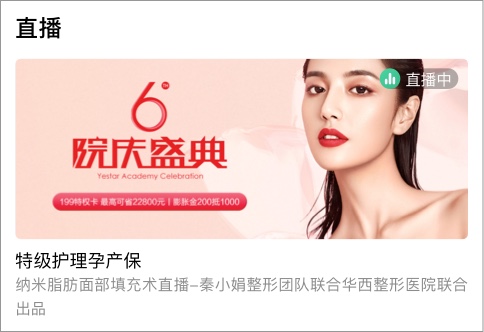 直播
直播中
6TH
院庆盛典
Yestar Academy Celebration
199特权卡 最高可省22800元 | 膨胀金200抵1000
特级护理孕产保
纳米脂肪面部填充术直播-秦小娟整形团队联合华西整形医院联合
出品